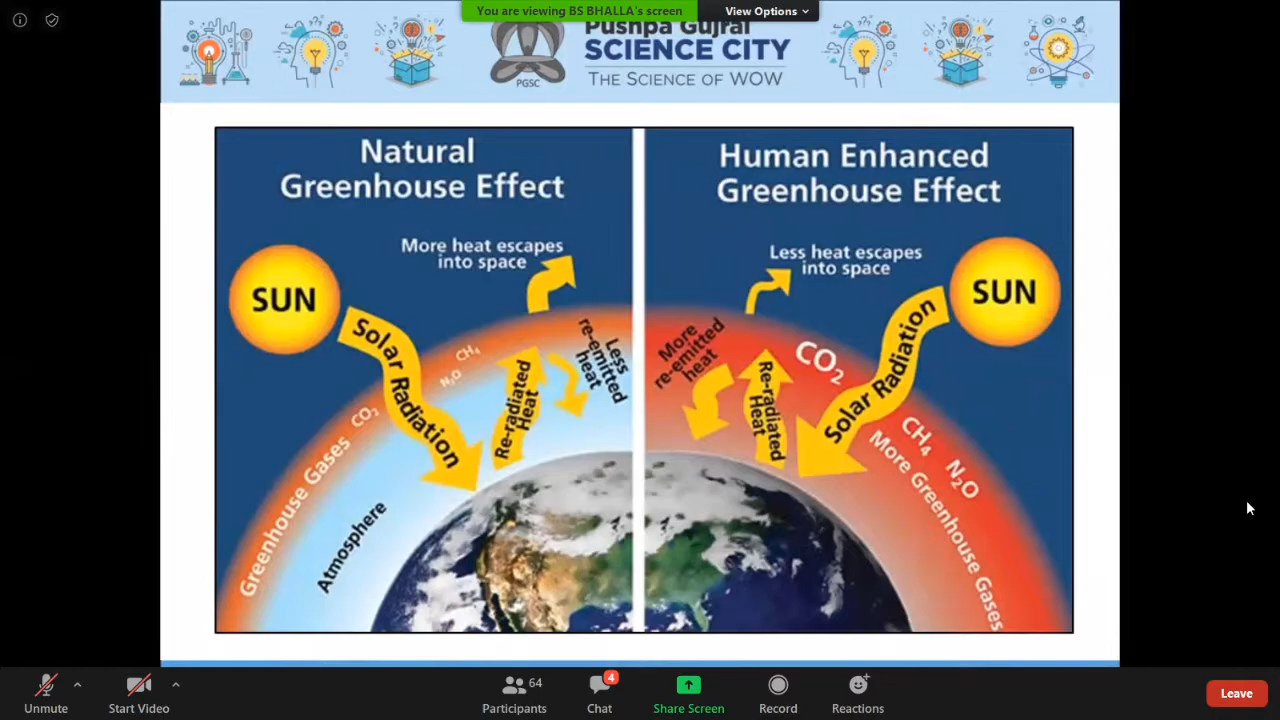 You are viewing BS BHALLA's screen
View Options
Pushpa Gujral
SCIENCE CITY
THE SCIENCE OF WOW
PGSC
Natural
Greenhouse Effect
More heat escapes
into space
SUN
Solar Radiation
CH₄
N₂O
CO₂
Greenhouse Gases
Atmosphere
Re-radiated
Heat
Less
re-emitted
heat
Human Enhanced
Greenhouse Effect
Less heat escapes
into space
SUN
Solar Radiation
More
re-emitted
heat
Re-radiated
Heat
CO₂
CH₄
N₂O
More Greenhouse Gases
Unmute
Start Video
64
Participants
4
Chat
Share Screen
Record
Reactions
Leave